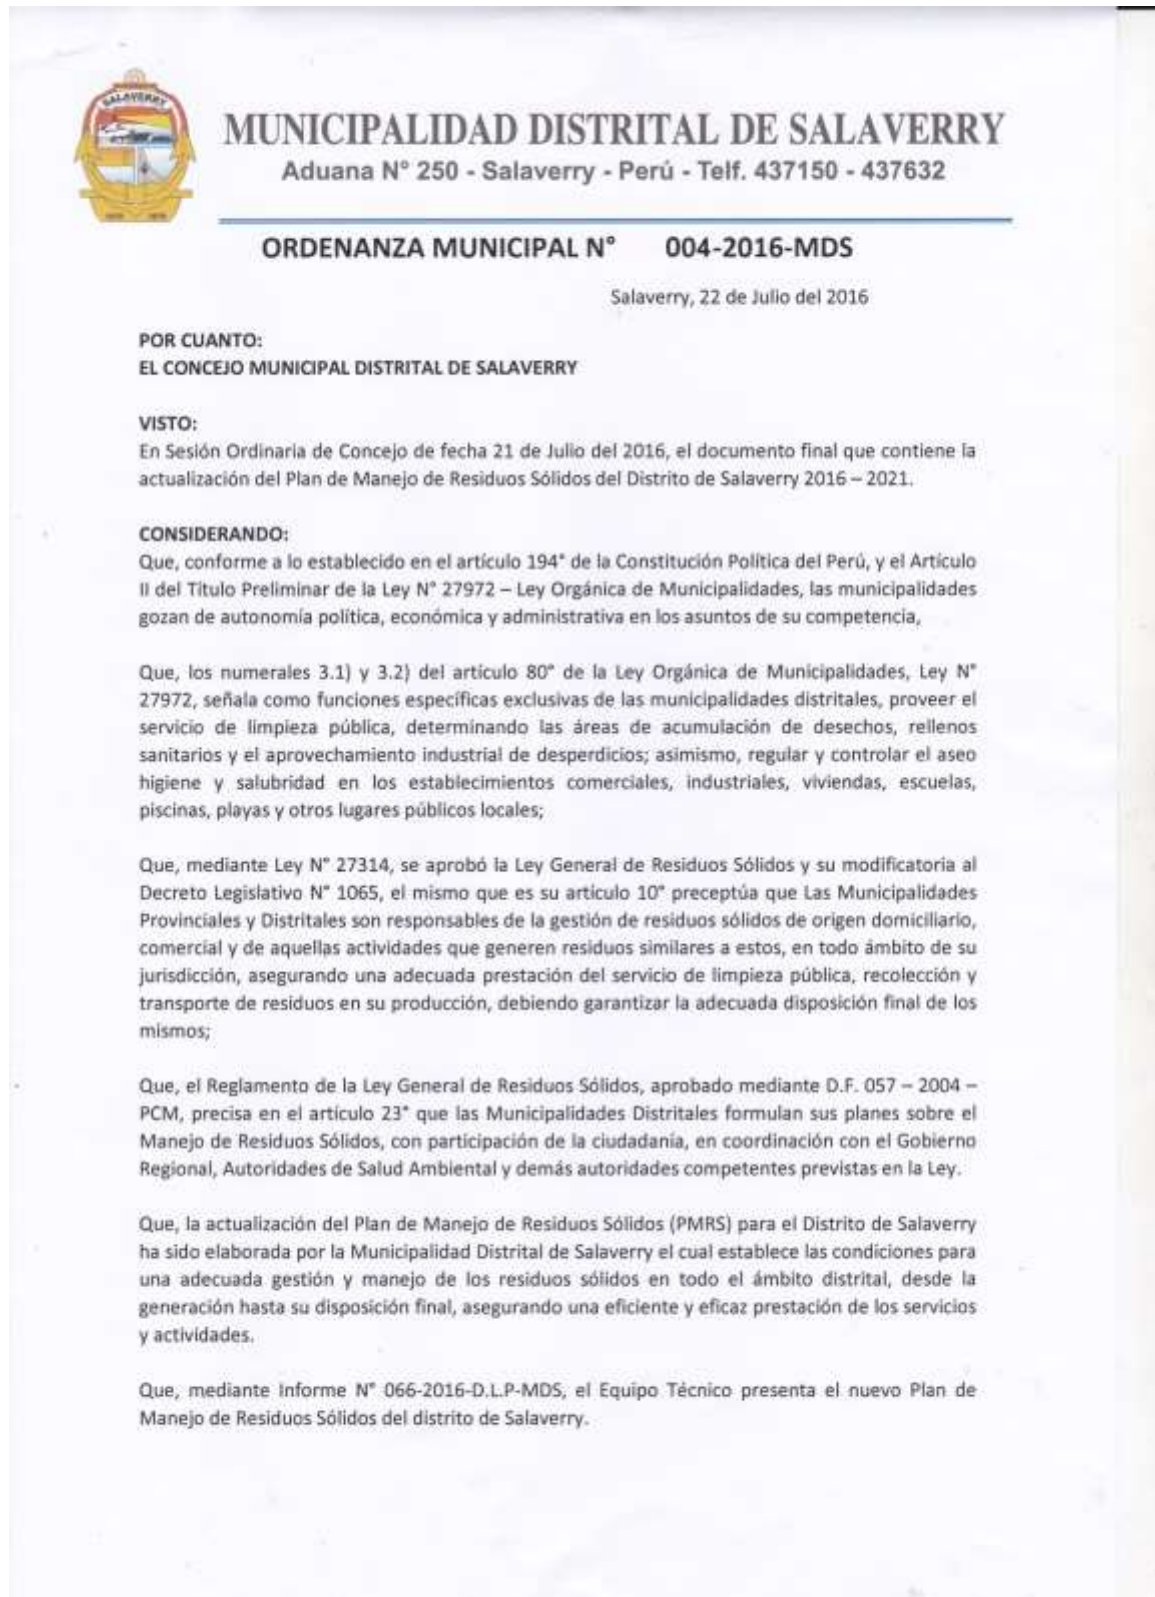 SALAVERRY
MUNICIPALIDAD DISTRITAL DE SALAVERRY
Aduana N° 250 - Salaverry - Perú - Telf. 437150 - 437632
ORDENANZA MUNICIPAL N° 004-2016-MDS
Salaverry, 22 de Julio del 2016
POR CUANTO:
EL CONCEJO MUNICIPAL DISTRITAL DE SALAVERRY
VISTO:
En Sesión Ordinaria de Concejo de fecha 21 de Julio del 2016, el documento final que contiene la
actualización del Plan de Manejo de Residuos Sólidos del Distrito de Salaverry 2016 – 2021.
CONSIDERANDO:
Que, conforme a lo establecido en el artículo 194° de la Constitución Política del Perú, y el Artículo
II del Título Preliminar de la Ley N° 27972 – Ley Orgánica de Municipalidades, las municipalidades
gozan de autonomía política, económica y administrativa en los asuntos de su competencia,
Que, los numerales 3.1) y 3.2) del artículo 80° de la Ley Orgánica de Municipalidades, Ley N°
27972, señala como funciones específicas exclusivas de las municipalidades distritales, proveer el
servicio de limpieza pública, determinando las áreas de acumulación de desechos, rellenos
sanitarios y el aprovechamiento industrial de desperdicios; asimismo, regular y controlar el aseo
higiene y salubridad en los establecimientos comerciales, industriales, viviendas, escuelas,
piscinas, playas y otros lugares públicos locales;
Que, mediante Ley N° 27314, se aprobó la Ley General de Residuos Sólidos y su modificatoria al
Decreto Legislativo N° 1065, el mismo que es su artículo 10° preceptúa que Las Municipalidades
Provinciales y Distritales son responsables de la gestión de residuos sólidos de origen domiciliario,
comercial y de aquellas actividades que generen residuos similares a estos, en todo ámbito de su
jurisdicción, asegurando una adecuada prestación del servicio de limpieza pública, recolección y
transporte de residuos en su producción, debiendo garantizar la adecuada disposición final de los
mismos;
Que, el Reglamento de la Ley General de Residuos Sólidos, aprobado mediante D.F. 057 – 2004 –
PCM, precisa en el artículo 23° que las Municipalidades Distritales formulan sus planes sobre el
Manejo de Residuos Sólidos, con participación de la ciudadanía, en coordinación con el Gobierno
Regional, Autoridades de Salud Ambiental y demás autoridades competentes previstas en la Ley.
Que, la actualización del Plan de Manejo de Residuos Sólidos (PMRS) para el Distrito de Salaverry
ha sido elaborada por la Municipalidad Distrital de Salaverry el cual establece las condiciones para
una adecuada gestión y manejo de los residuos sólidos en todo el ámbito distrital, desde la
generación hasta su disposición final, asegurando una eficiente y eficaz prestación de los servicios
y actividades.
Que, mediante Informe N° 066-2016-D.L.P-MDS, el Equipo Técnico presenta el nuevo Plan de
Manejo de Residuos Sólidos del distrito de Salaverry.